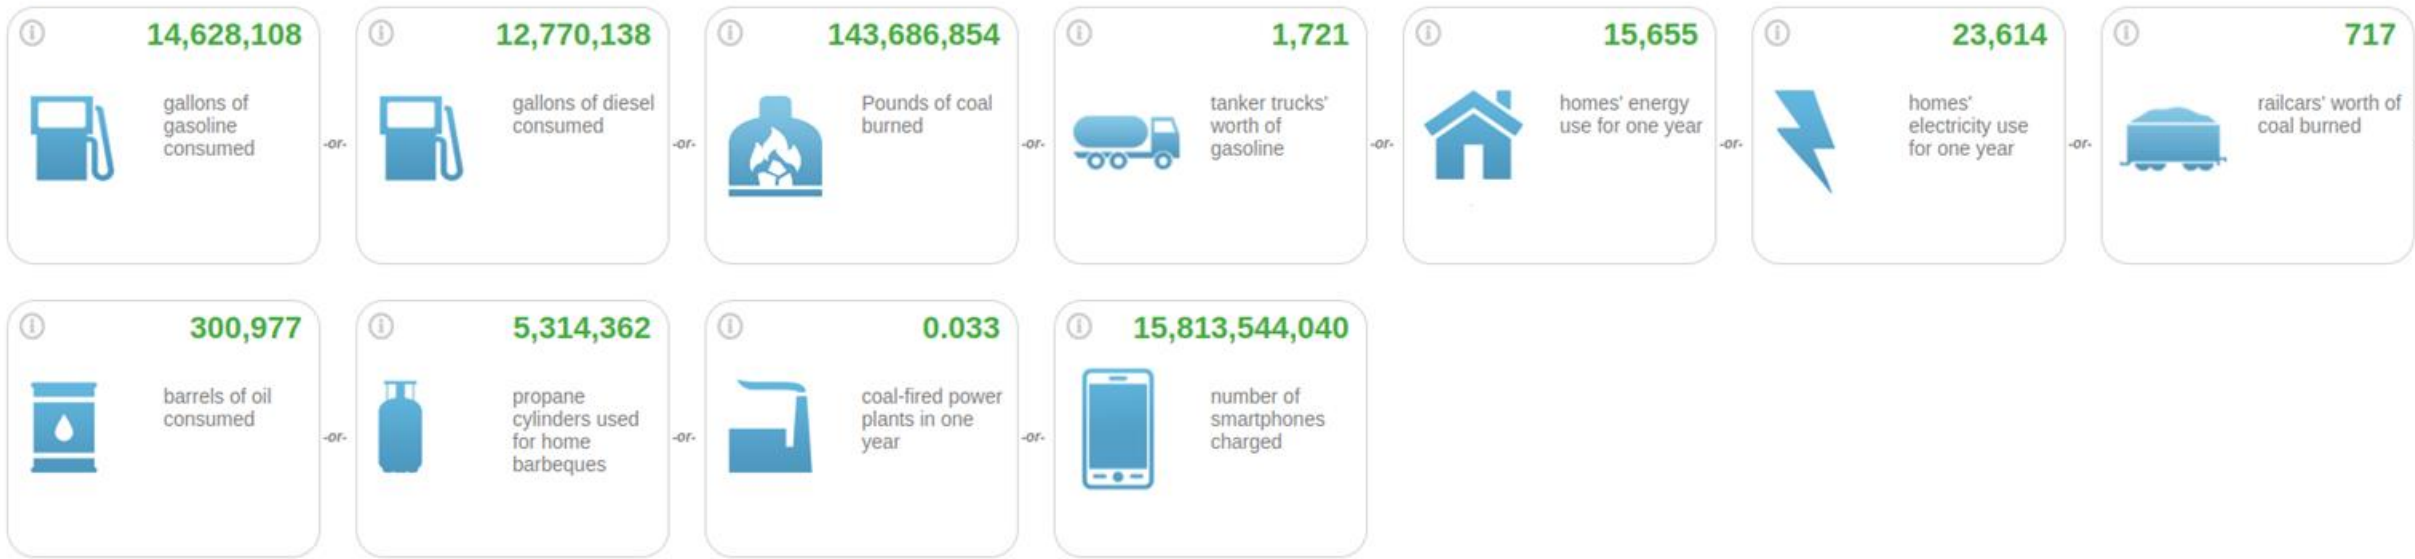 14,628,108
gallons of
gasoline
consumed
-or-
12,770,138
gallons of diesel
consumed
-or-
143,686,854
Pounds of coal
burned
-or-
1,721
tanker trucks'
worth of
gasoline
-or-
15,655
homes' energy
use for one year
-or-
23,614
homes'
electricity use
for one year
-or-
717
railcars' worth of
coal burned
300,977
barrels of oil
consumed
-or-
5,314,362
propane
cylinders used
for home
barbeques
-or-
0.033
coal-fired power
plants in one
year
-or-
15,813,544,040
number of
smartphones
charged